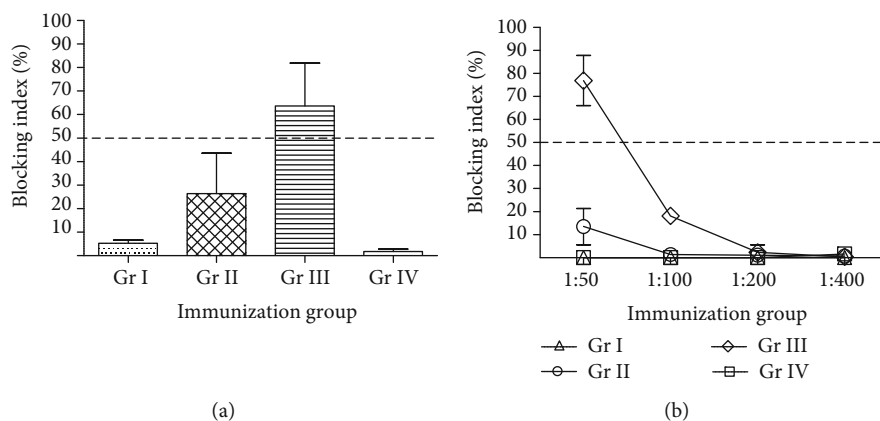 100
90
80
70
60
50
40
30
20
10
Blocking index (%)
Gr I Gr II Gr III Gr IV
Immunization group
(a)
100
90
80
70
60
50
40
30
20
10
Blocking index (%)
1:50 1:100 1:200 1:400
Immunization group
Gr I Gr III
Gr II Gr IV
(b)